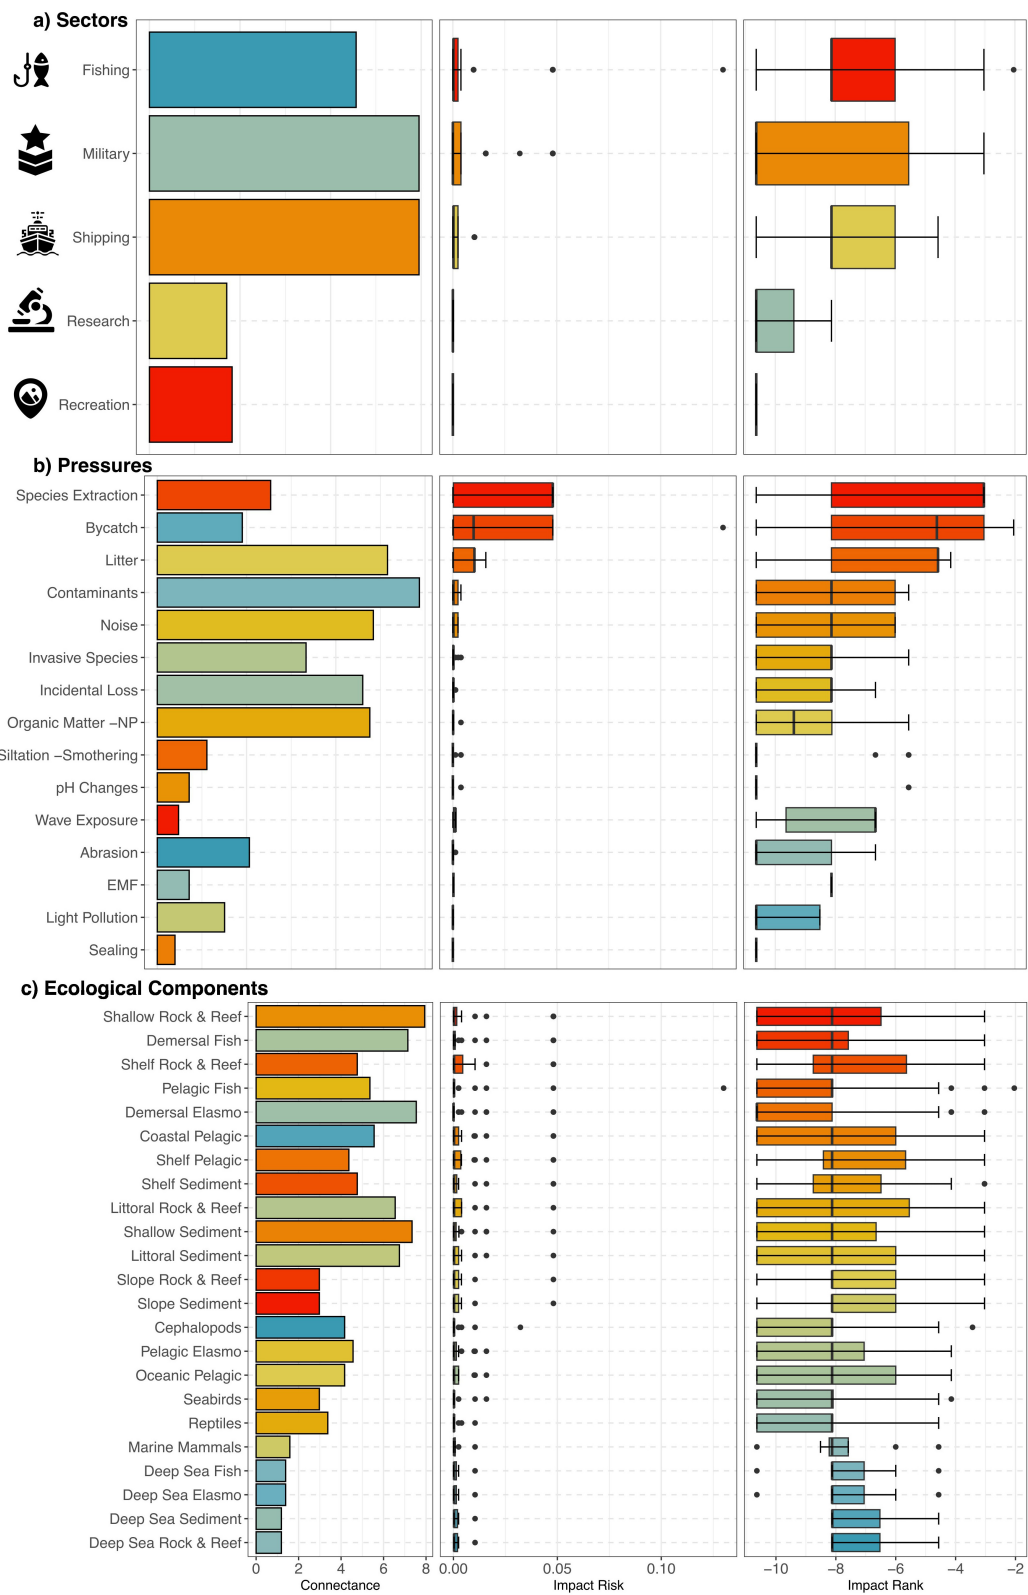 a) Sectors
Fishing
Military
Shipping
Research
Recreation
b) Pressures
Species Extraction
Bycatch
Litter
Contaminants
Noise
Invasive Species
Incidental Loss
Organic Matter −NP
Siltation −Smothering
pH Changes
Wave Exposure
Abrasion
EMF
Light Pollution
Sealing
c) Ecological Components
Shallow Rock & Reef
Demersal Fish
Shelf Rock & Reef
Pelagic Fish
Demersal Elasmo
Coastal Pelagic
Shelf Pelagic
Shelf Sediment
Littoral Rock & Reef
Shallow Sediment
Littoral Sediment
Slope Rock & Reef
Slope Sediment
Cephalopods
Pelagic Elasmo
Oceanic Pelagic
Seabirds
Reptiles
Marine Mammals
Deep Sea Fish
Deep Sea Elasmo
Deep Sea Sediment
Deep Sea Rock & Reef
0 2 4 6 8 0.00 0.05 0.10 −10 −8 −6 −4 −2
Connectance Impact Risk Impact Rank